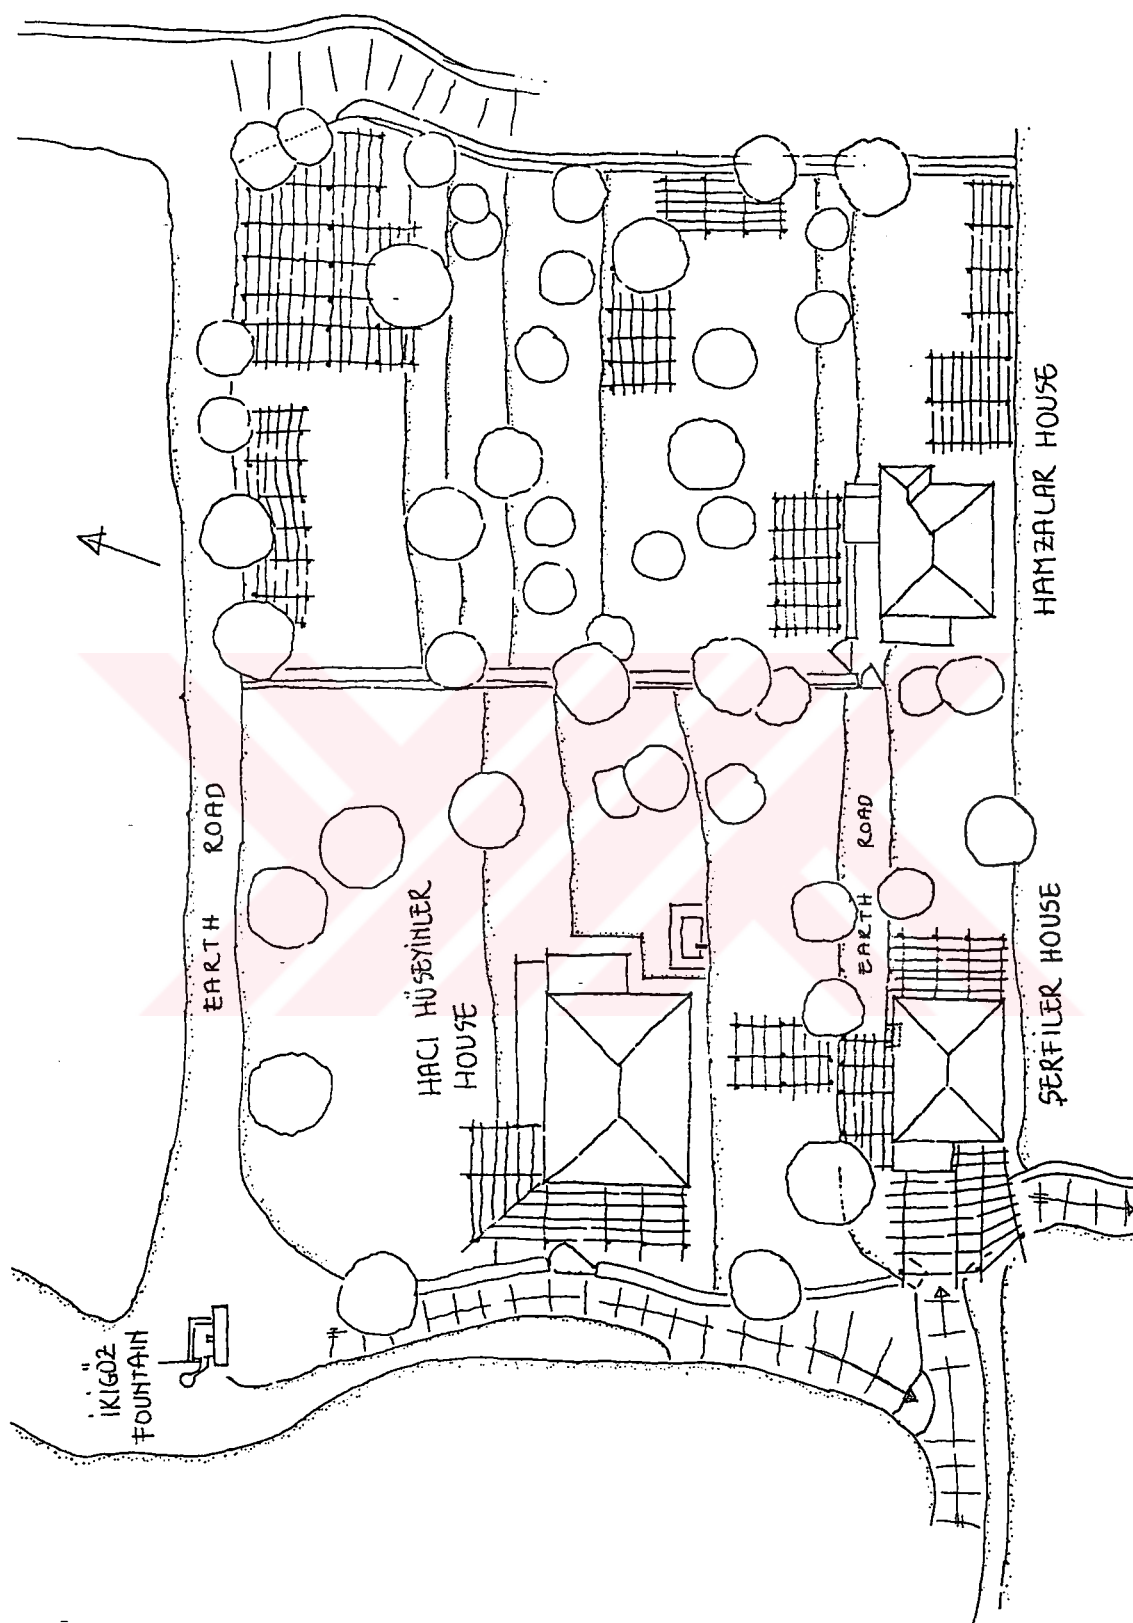 İKİGÖZ
FOUNTAIN
EARTH ROAD
HACI HÜSEYİNLER
HOUSE
EARTH ROAD
ŞERFİLER HOUSE
HAMZALAR HOUSE